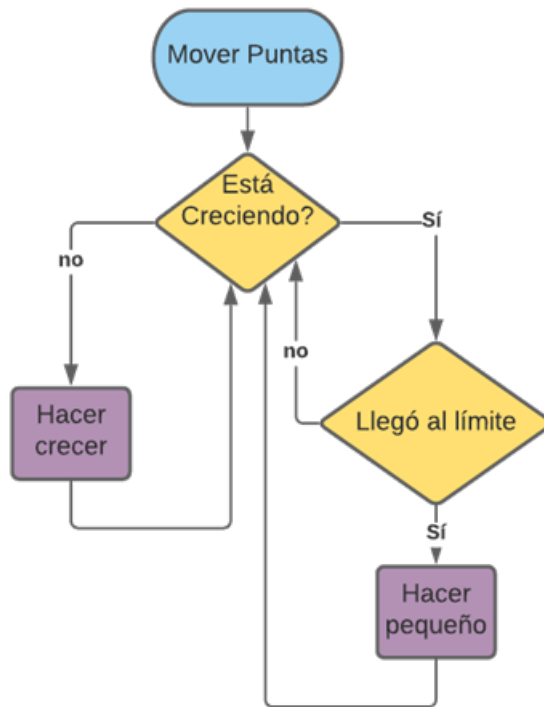 Mover Puntas
Está
Creciendo?
Sí
no
no
Hacer
crecer
Llegó al límite
Sí
Hacer
pequeño